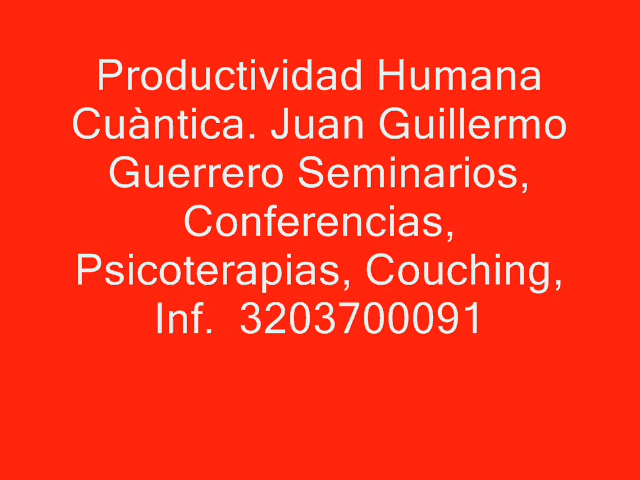 Productividad Humana
Cuàntica. Juan Guillermo
Guerrero Seminarios,
Conferencias,
Psicoterapias, Couching,
Inf.  3203700091